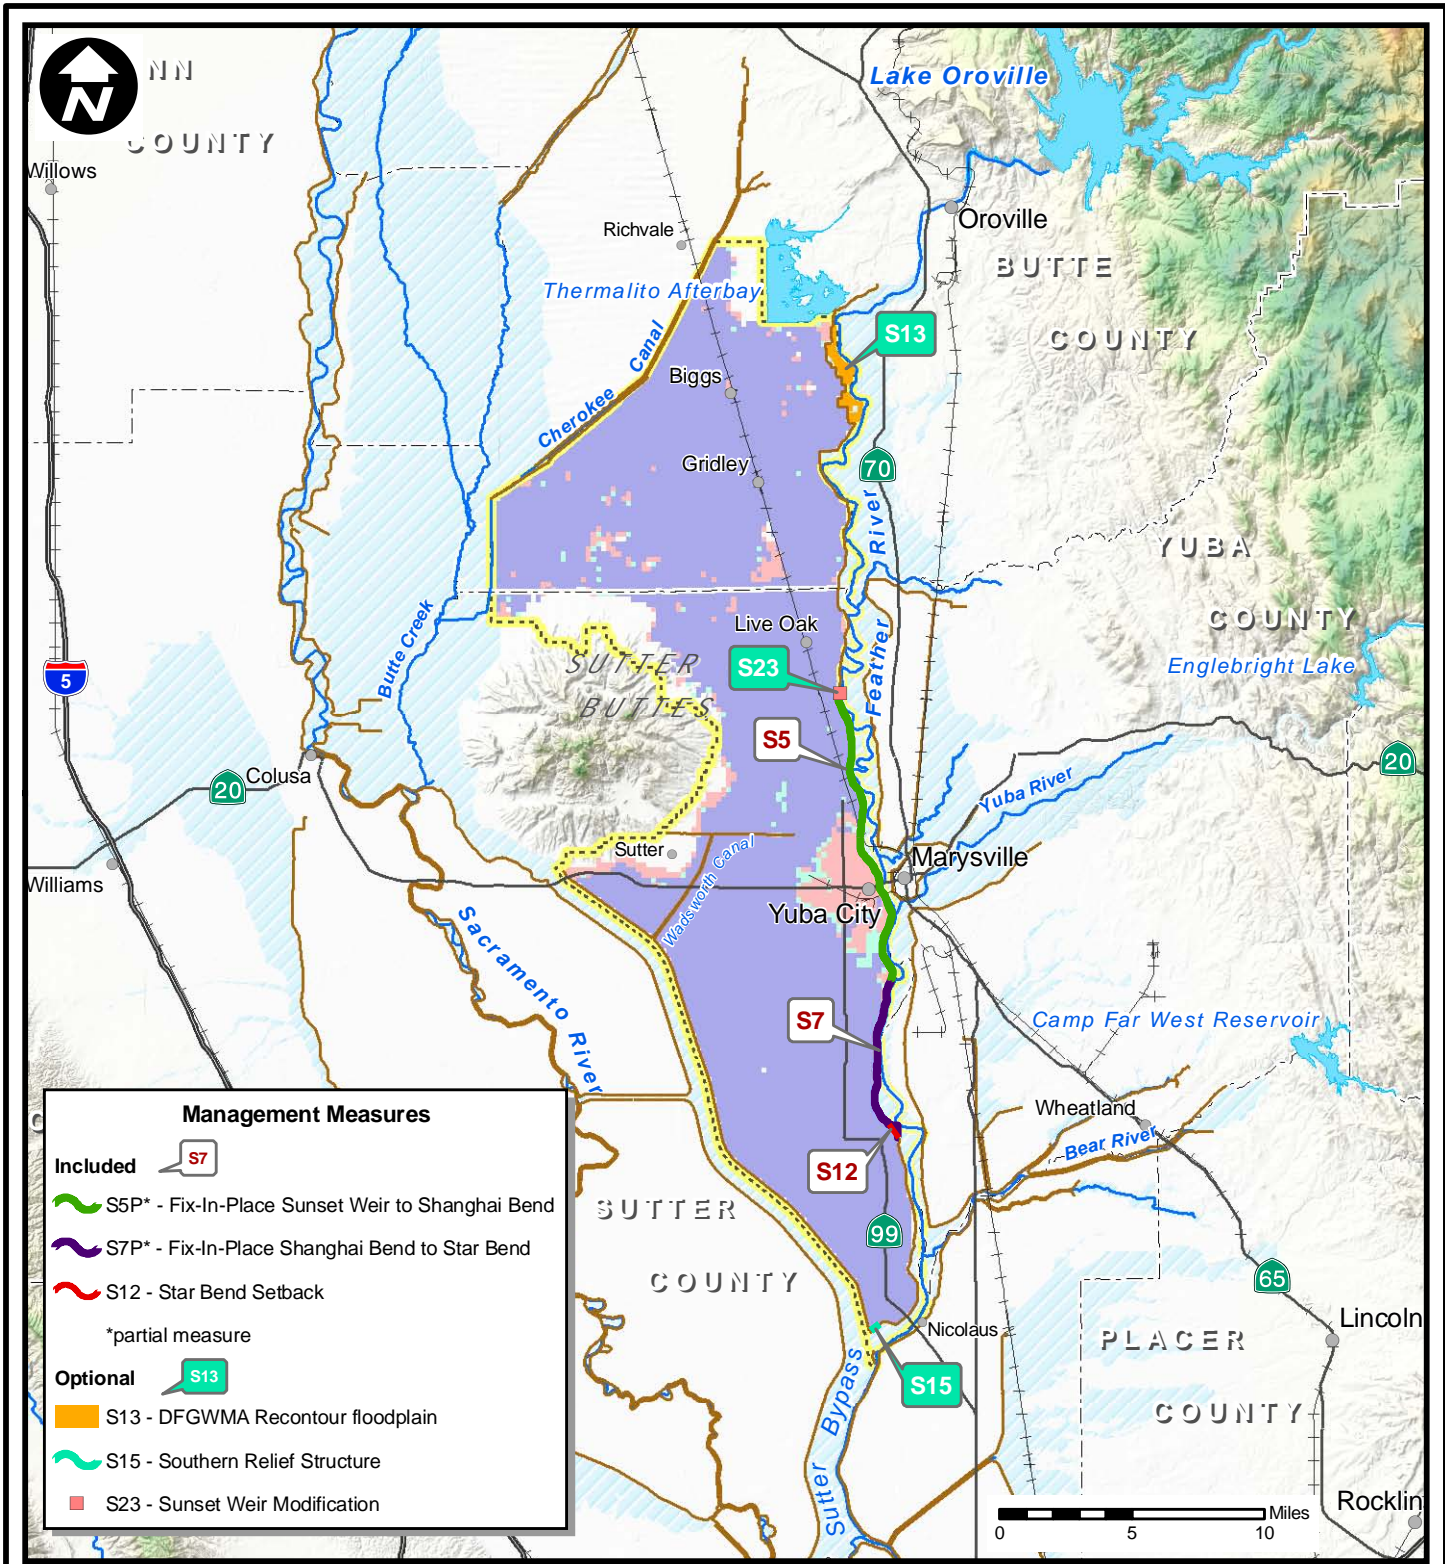 N
NN
COUNTY
Willows
Lake Oroville
Oroville
Richvale
BUTTE
COUNTY
Thermalito Afterbay
S13
Cherokee Canal
Biggs
Gridley
70
Feather River
YUBA
COUNTY
Englebright Lake
Butte Creek
Live Oak
SUTTER
BUTTES
S23
S5
5
20
Colusa
20
Yuba River
Sutter
Wadsworth Canal
Marysville
Yuba City
Williams
Sacramento River
S7
Camp Far West Reservoir
Wheatland
Bear River
S12
SUTTER
COUNTY
99
65
Lincoln
Nicolaus
PLACER
COUNTY
S15
Sutter Bypass
Rocklin
Management Measures
Included
S7
S5P* - Fix-In-Place Sunset Weir to Shanghai Bend
S7P* - Fix-In-Place Shanghai Bend to Star Bend
S12 - Star Bend Setback
*partial measure
Optional
S13
S13 - DFGWMA Recontour floodplain
S15 - Southern Relief Structure
S23 - Sunset Weir Modification
Miles
0 5 10